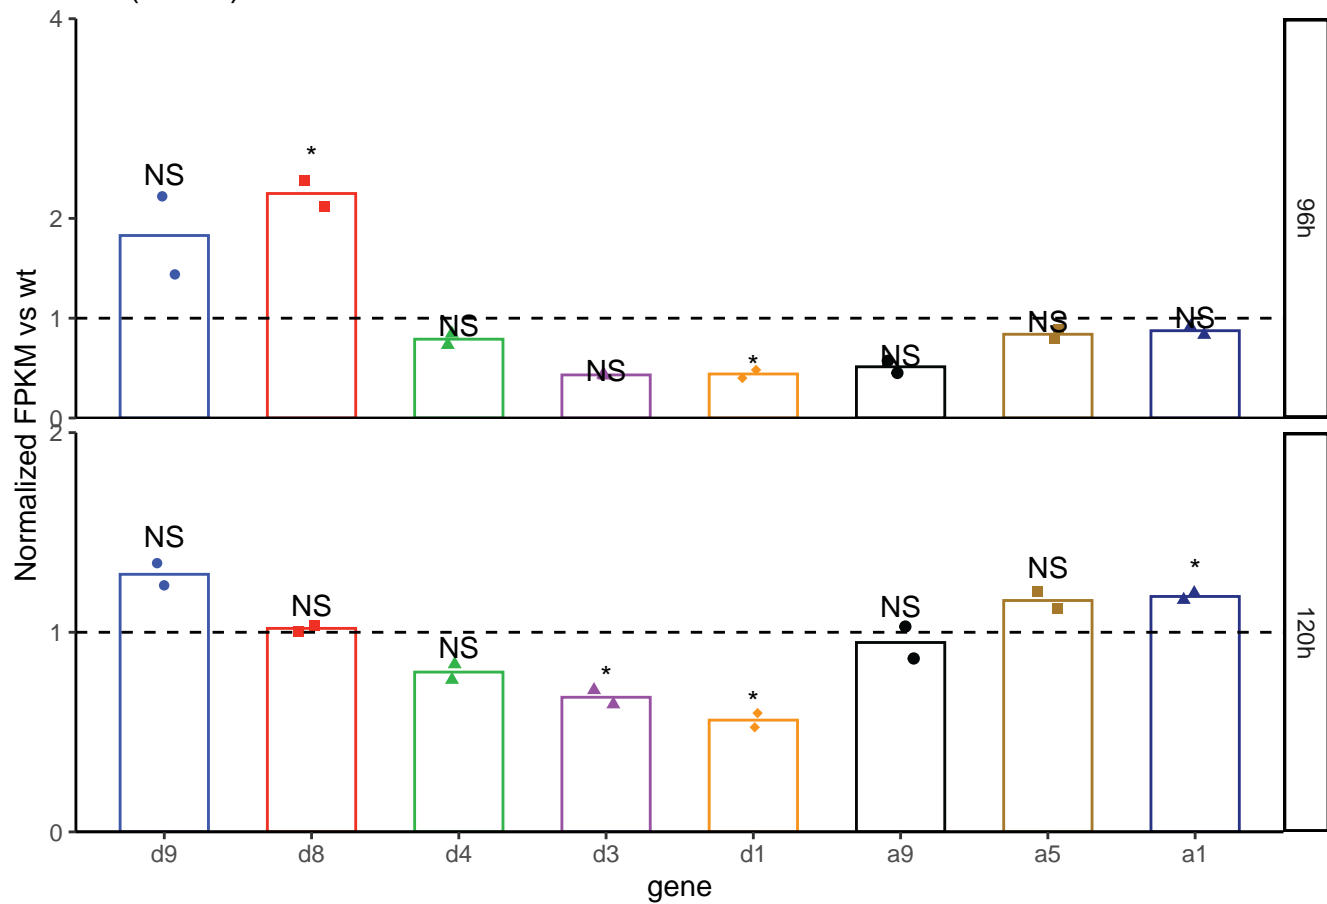 4
2
1
0
NS
*
NS
NS
*
NS
NS
NS
96h
Normalized FPKM vs wt
2
1
0
NS
NS
NS
*
*
NS
NS
*
120h
d9 d8 d4 d3 d1 a9 a5 a1
gene